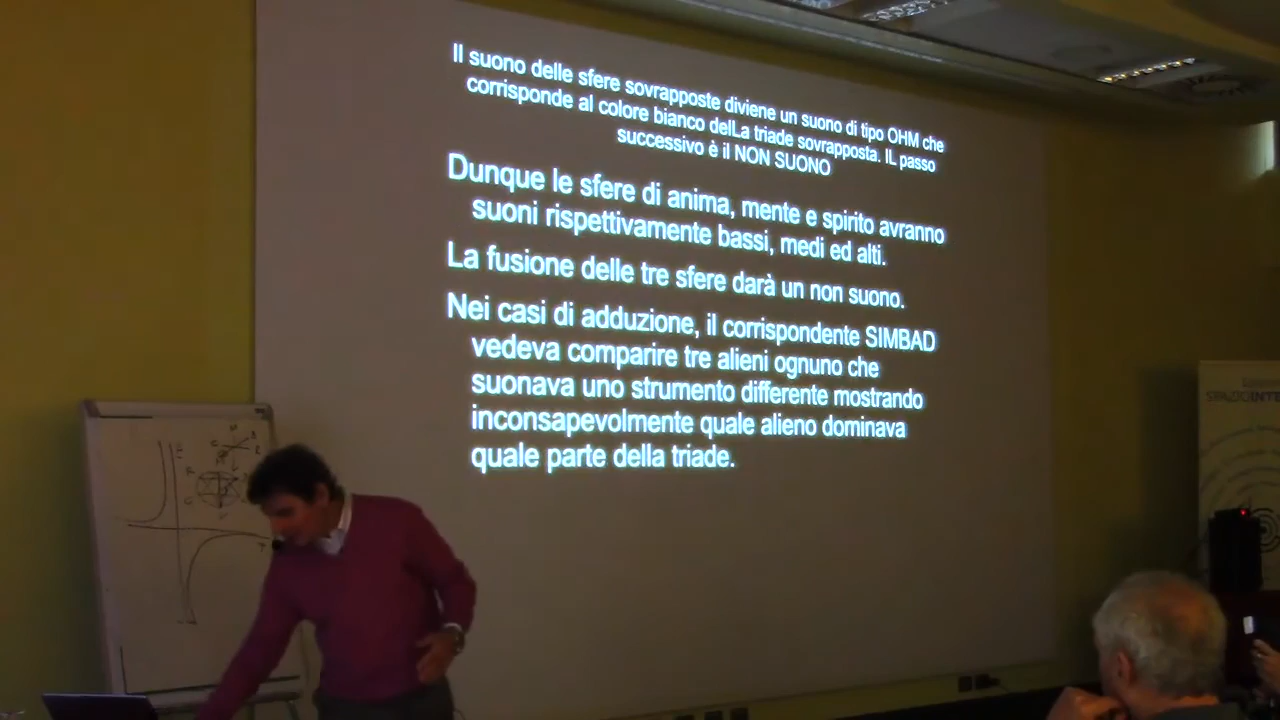 Il suono delle sfere sovrapposte diviene un suono di tipo OHM che
corrisponde al colore bianco delLa triade sovrapposta. IL passo
successivo è il NON SUONO
Dunque le sfere di anima, mente e spirito avranno
suoni rispettivamente bassi, medi ed alti.
La fusione delle tre sfere darà un non suono.
Nei casi di adduzione, il corrispondente SIMBAD
vedeva comparire tre alieni ognuno che
suonava uno strumento differente mostrando
inconsapevolmente quale alieno dominava
quale parte della triade.